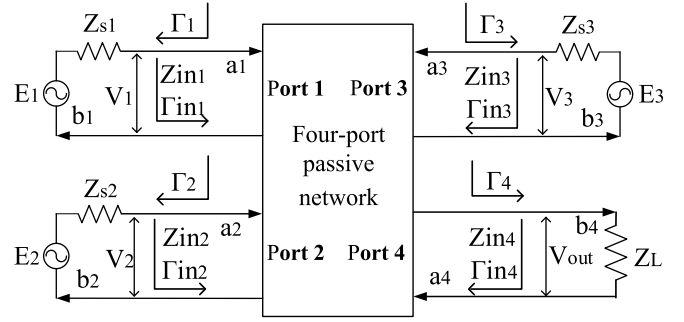 Zs1
Γ1
Γ3
Zs3
E1
V1
b1
a1
Zin1
Γin1
Port 1
Port 3
Four-port
passive
network
a3
Zin3
Γin3
V3
b3
E3
Zs2
Γ2
Γ4
E2
V2
b2
a2
Zin2
Γin2
Port 2
Port 4
Zin4
Γin4
a4
b4
Vout
ZL